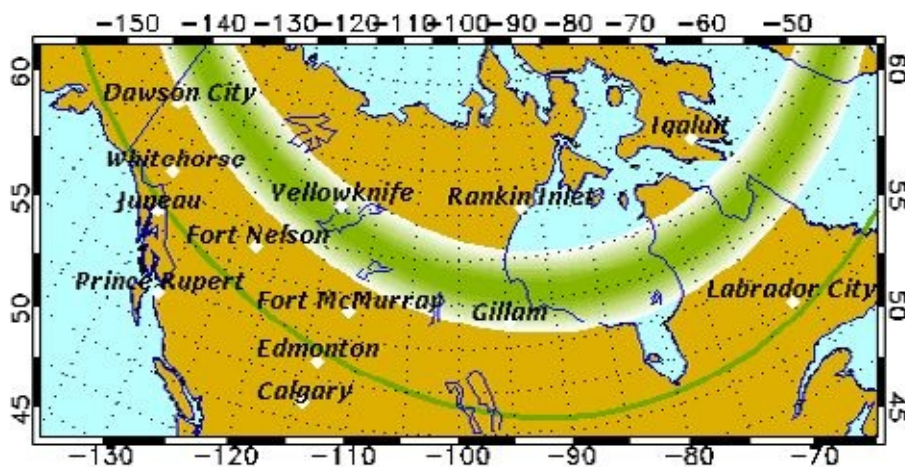 -150 -140 -130 -120 -110 -100 -90 -80 -70 -60 -50
60 60
Dawson City
Iqaluit
Whitehorse
Yellowknife Rankin Inlet
55 55
Juneau
Fort Nelson
Prince Rupert
Labrador City
Fort McMurray
Gillam
50 50
Edmonton
Calgary
45 45
-130 -120 -110 -100 -90 -80 -70